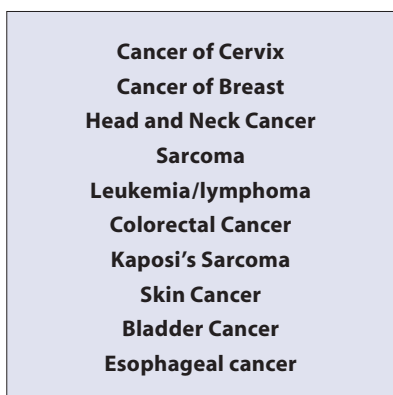 Cancer of Cervix
Cancer of Breast
Head and Neck Cancer
Sarcoma
Leukemia/lymphoma
Colorectal Cancer
Kaposi’s Sarcoma
Skin Cancer
Bladder Cancer
Esophageal cancer